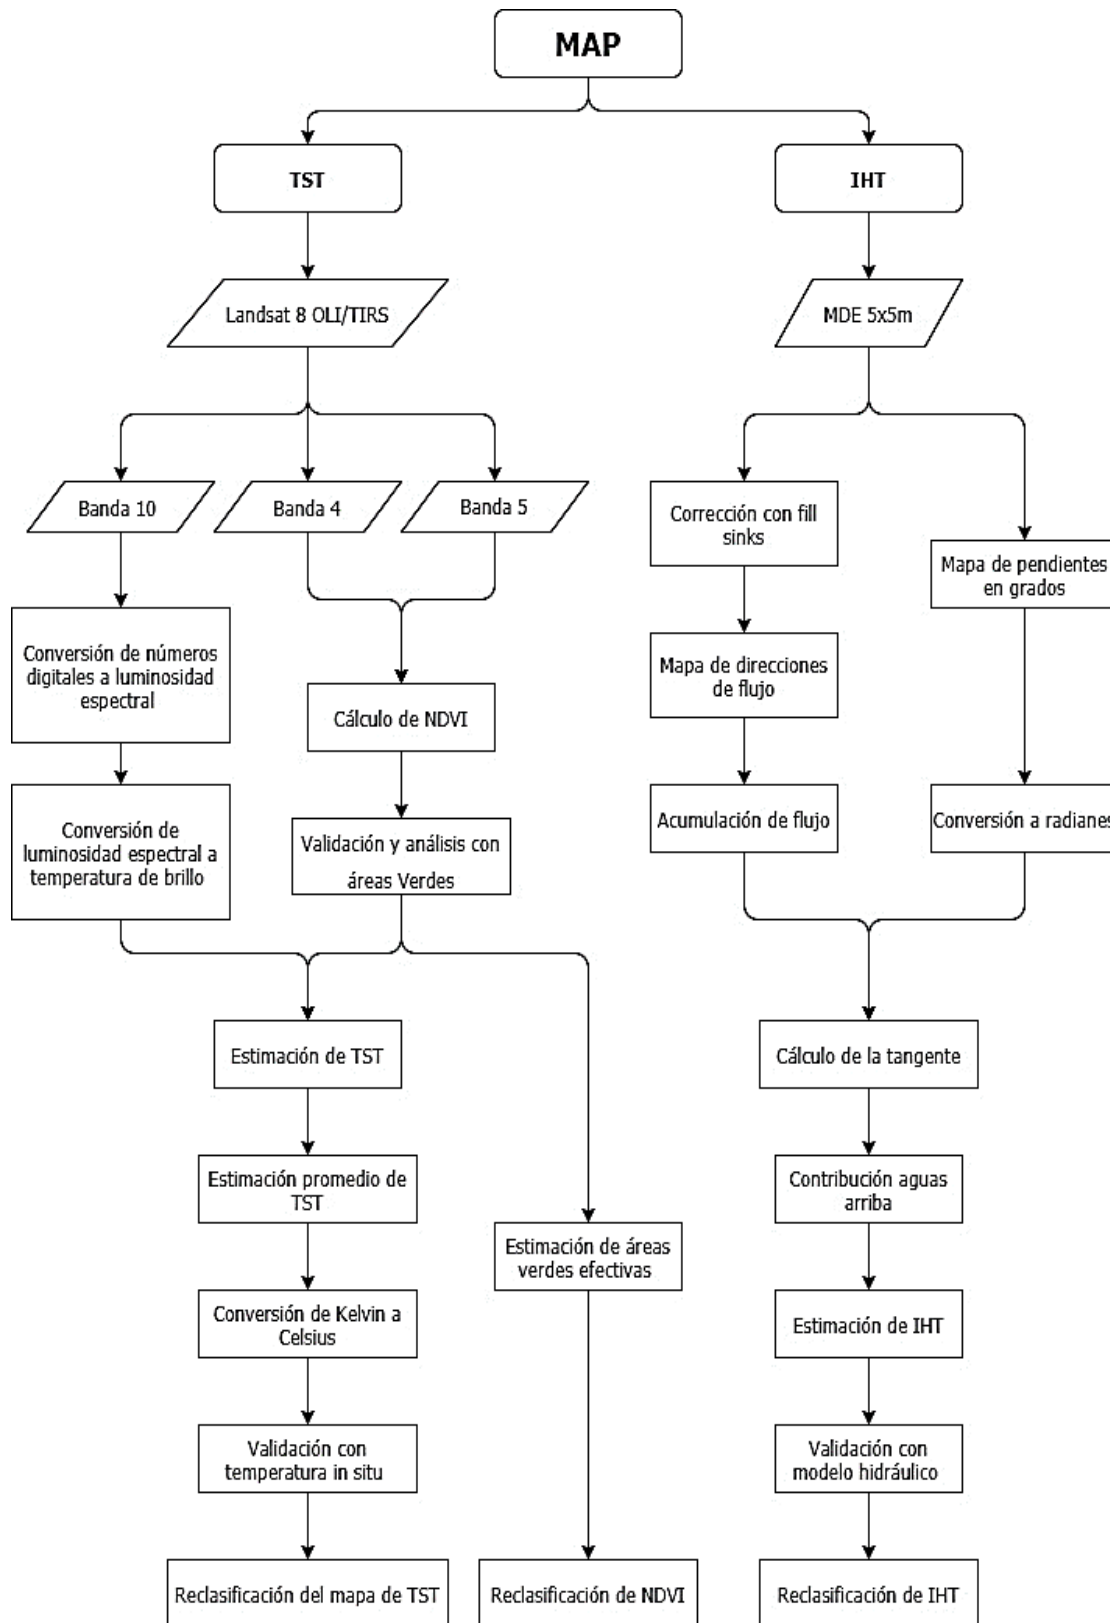 MAP
TST
IHT
Landsat 8 OLI/TIRS
MDE 5x5m
Banda 10
Banda 4
Banda 5
Corrección con fill
sinks
Mapa de pendientes
en grados
Conversión de números
digitales a luminosidad
espectral
Mapa de direcciones
de flujo
Cálculo de NDVI
Conversión de
luminosidad espectral a
temperatura de brillo
Validación y análisis con
áreas Verdes
Acumulación de flujo
Conversión a radianes
Estimación de TST
Cálculo de la tangente
Estimación promedio de
TST
Contribución aguas
arriba
Estimación de áreas
verdes efectivas
Conversión de Kelvin a
Celsius
Estimación de IHT
Validación con
temperatura in situ
Validación con
modelo hidráulico
Reclasificación del mapa de TST
Reclasificación de NDVI
Reclasificación de IHT